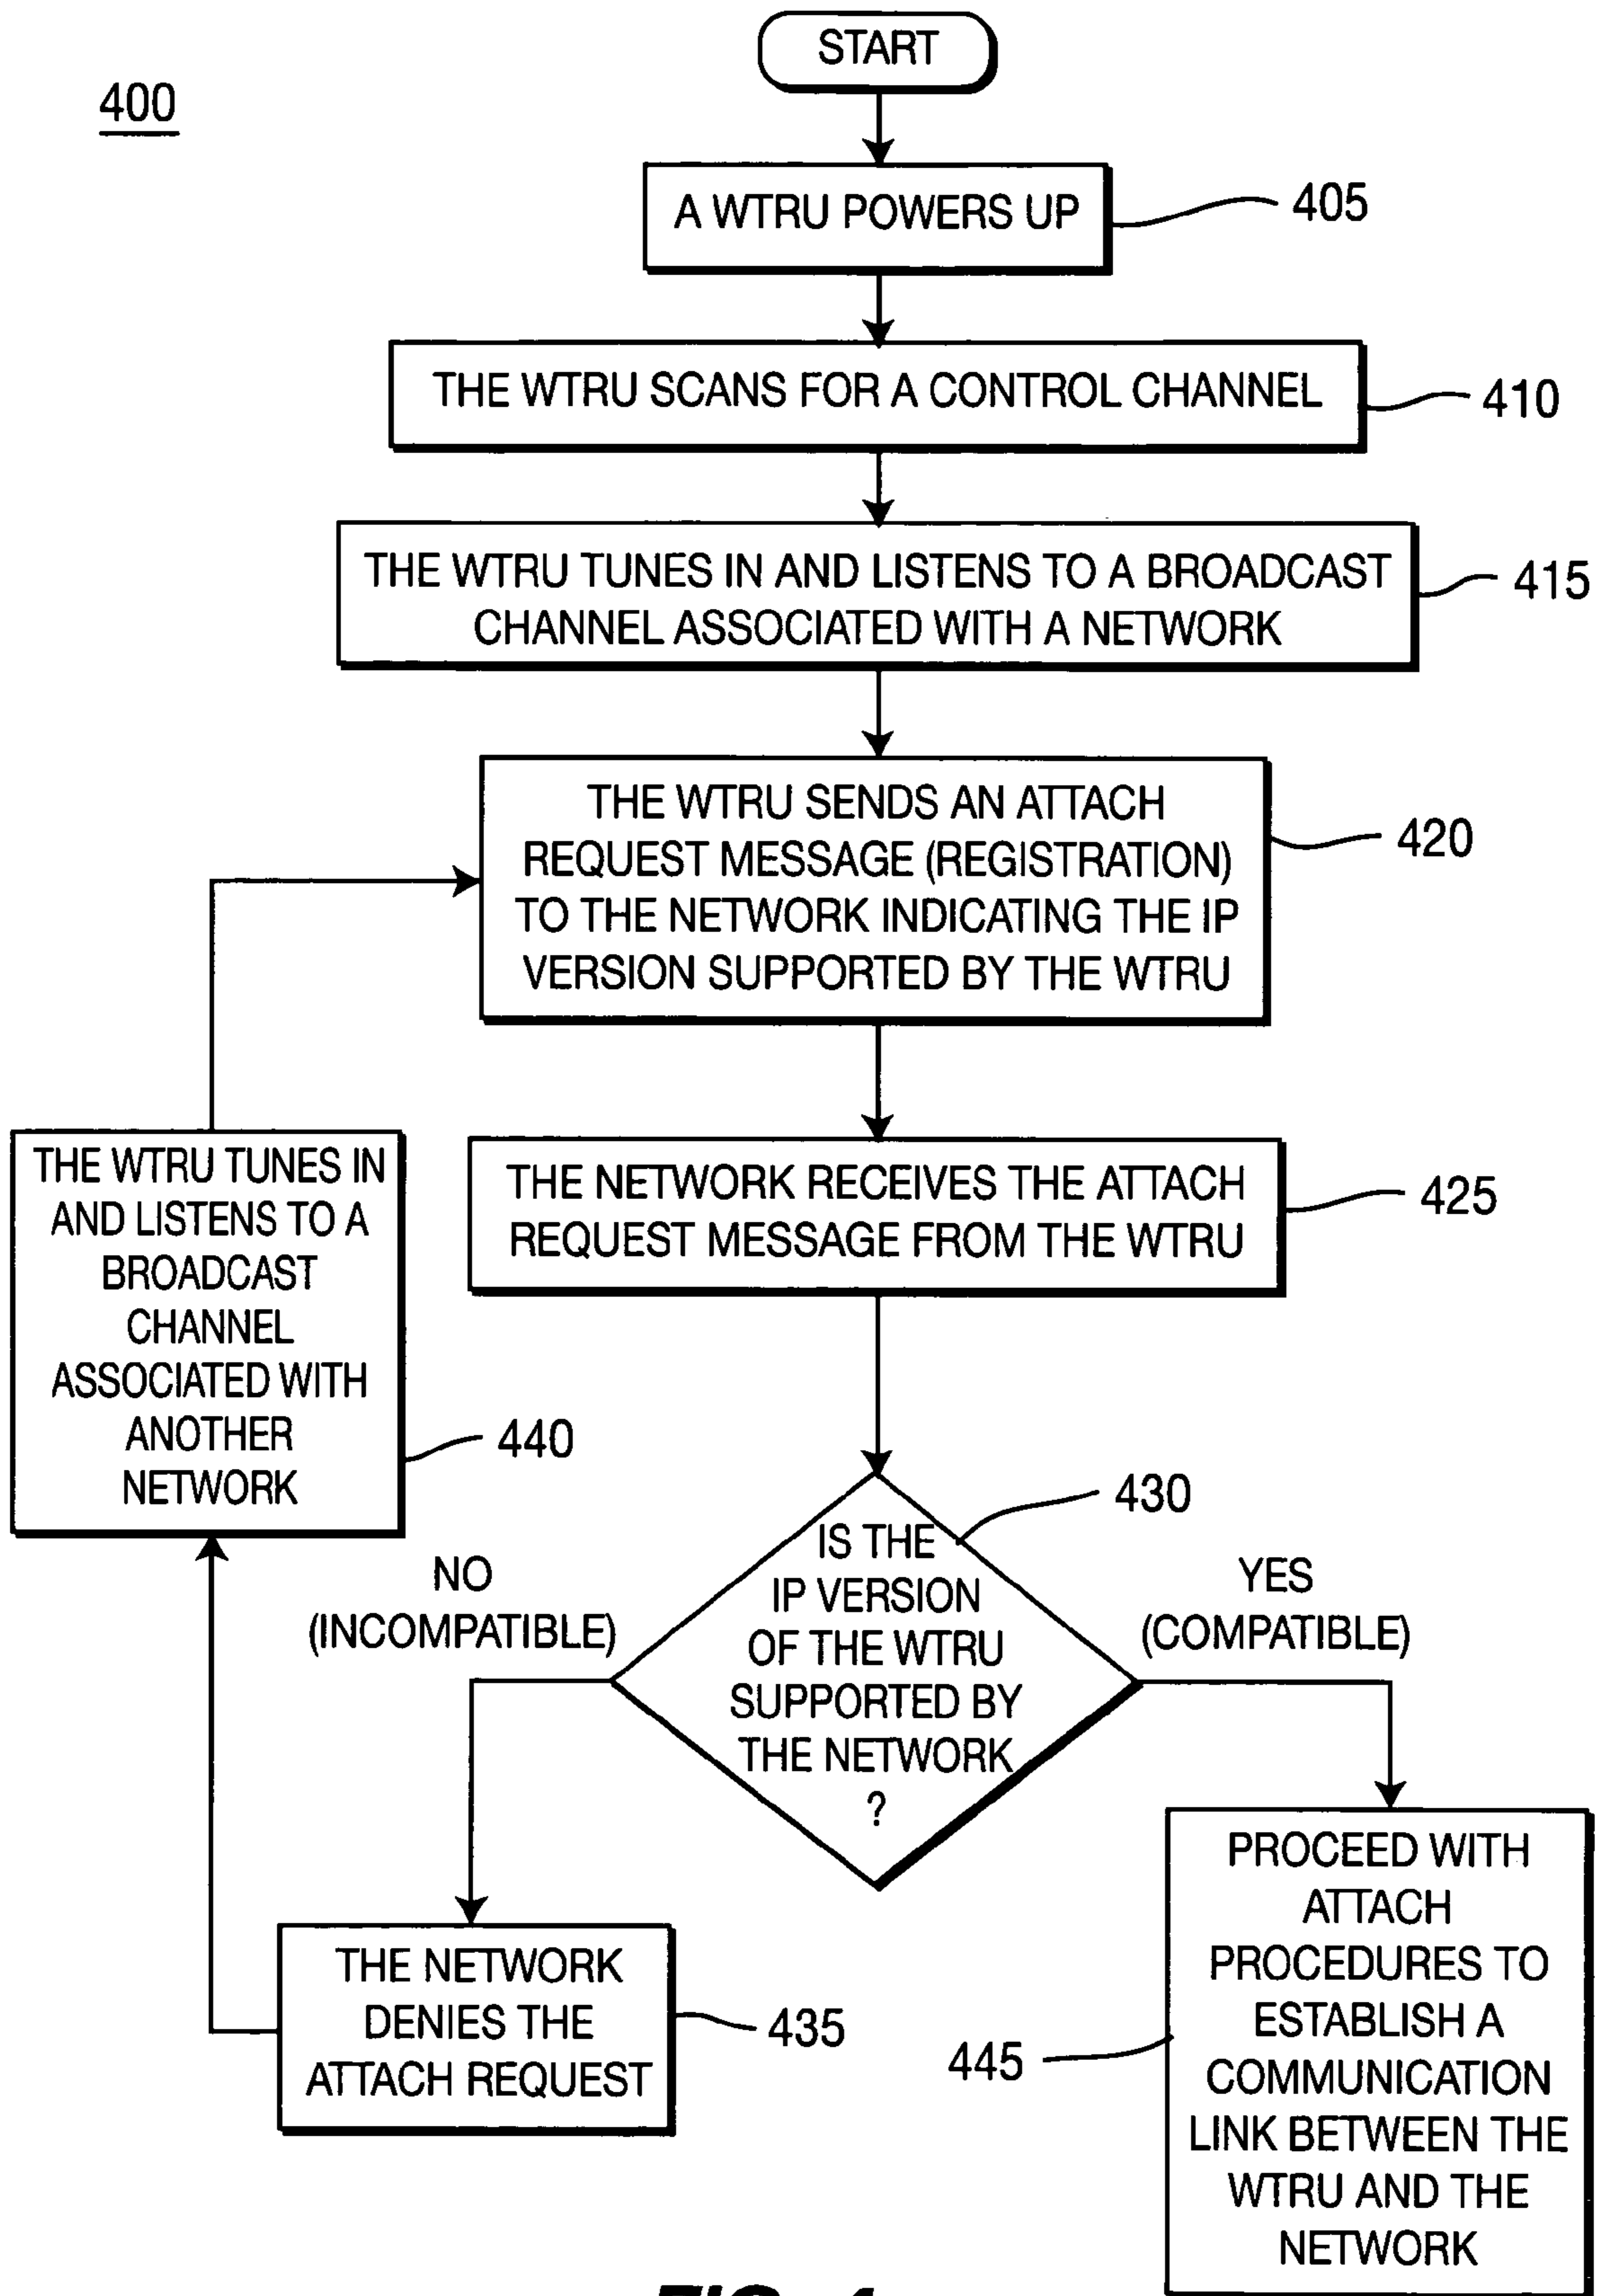 START
400
A WTRU POWERS UP
405
THE WTRU SCANS FOR A CONTROL CHANNEL
410
THE WTRU TUNES IN AND LISTENS TO A BROADCAST
CHANNEL ASSOCIATED WITH A NETWORK
415
THE WTRU SENDS AN ATTACH
REQUEST MESSAGE (REGISTRATION)
TO THE NETWORK INDICATING THE IP
VERSION SUPPORTED BY THE WTRU
420
THE NETWORK RECEIVES THE ATTACH
REQUEST MESSAGE FROM THE WTRU
425
THE WTRU TUNES IN
AND LISTENS TO A
BROADCAST
CHANNEL
ASSOCIATED WITH
ANOTHER
NETWORK
440
IS THE
IP VERSION
OF THE WTRU
SUPPORTED BY
THE NETWORK
?
430
NO
(INCOMPATIBLE)
YES
(COMPATIBLE)
THE NETWORK
DENIES THE
ATTACH REQUEST
435
PROCEED WITH
ATTACH
PROCEDURES TO
ESTABLISH A
COMMUNICATION
LINK BETWEEN THE
WTRU AND THE
NETWORK
445